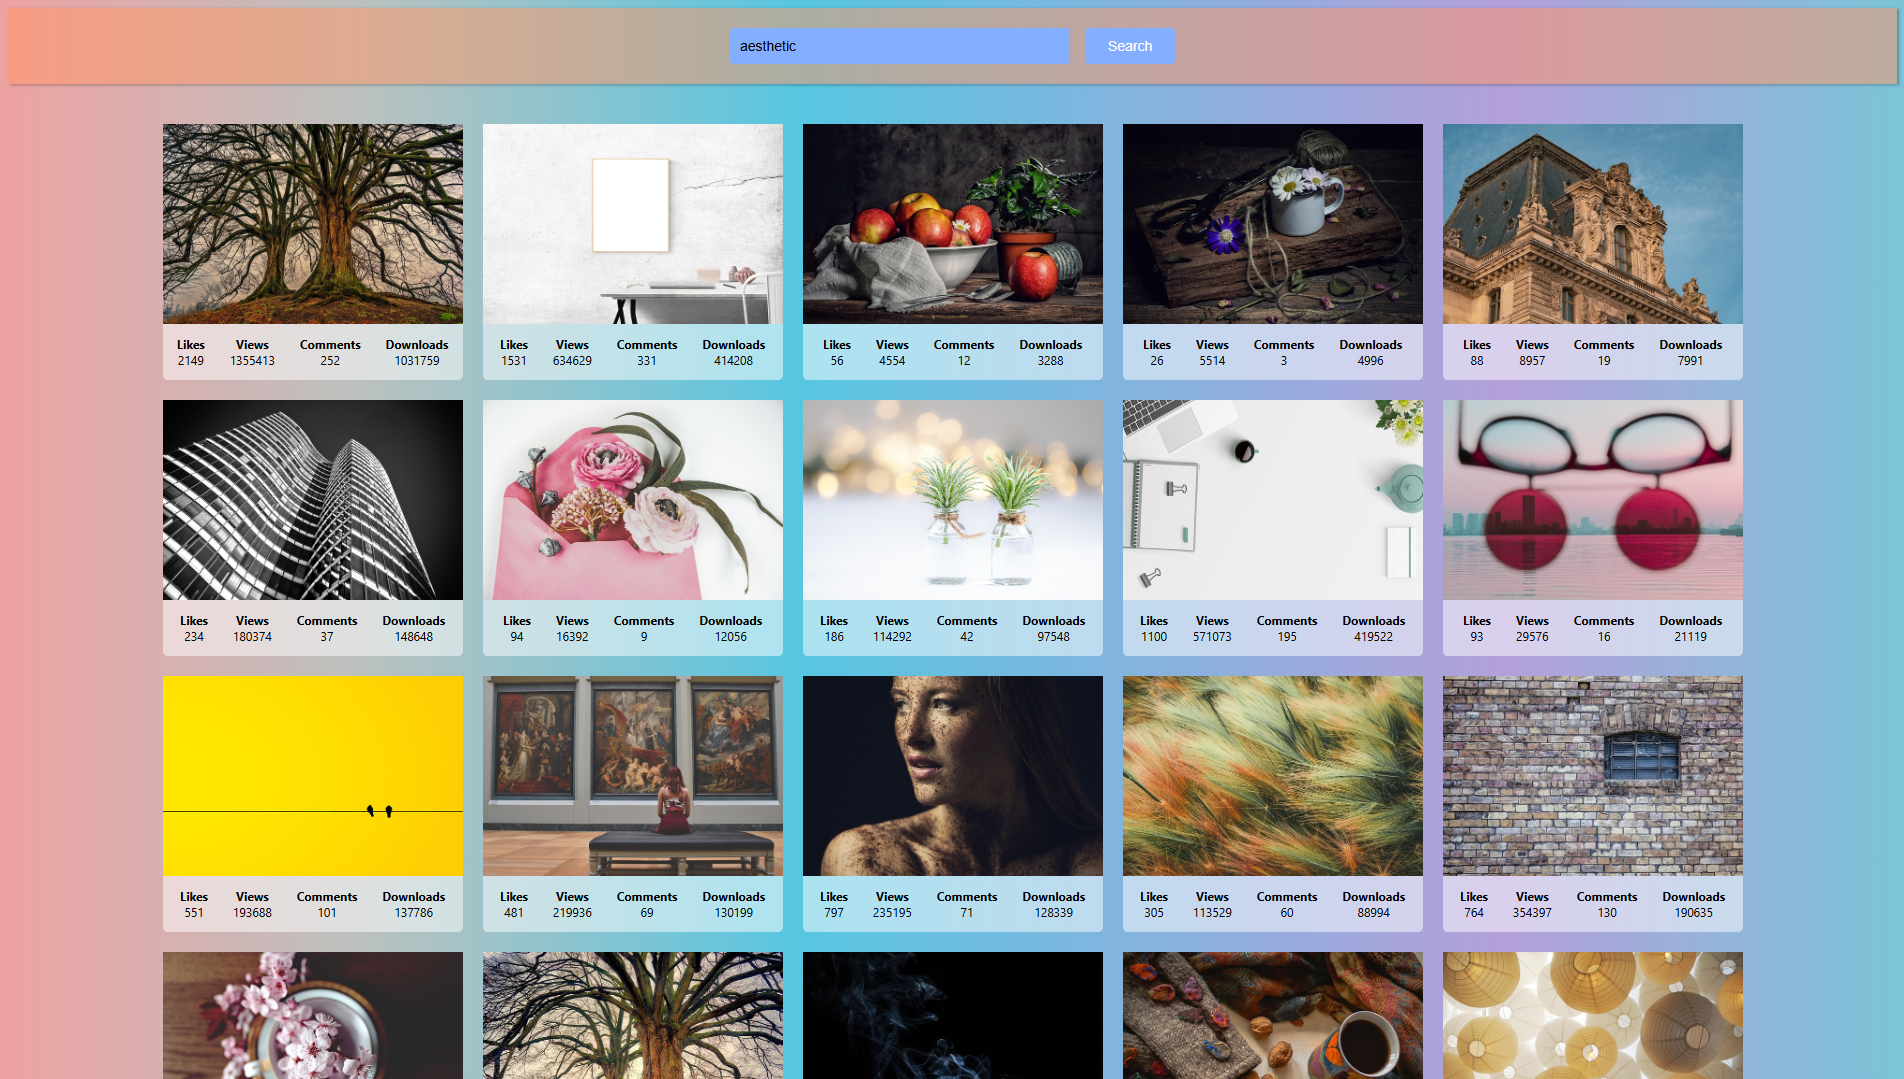 aesthetic Search
Likes Views Comments Downloads
2149 1355413 252 1031759
Likes Views Comments Downloads
1531 634629 331 414208
Likes Views Comments Downloads
56 4554 12 3288
Likes Views Comments Downloads
26 5514 3 4996
Likes Views Comments Downloads
88 8957 19 7991
Likes Views Comments Downloads
234 180374 37 148648
Likes Views Comments Downloads
94 16392 9 12056
Likes Views Comments Downloads
186 114292 42 97548
Likes Views Comments Downloads
1100 571073 195 419522
Likes Views Comments Downloads
93 29576 16 21119
Likes Views Comments Downloads
551 193688 101 137786
Likes Views Comments Downloads
481 219936 69 130199
Likes Views Comments Downloads
797 235195 71 128339
Likes Views Comments Downloads
305 113529 60 88994
Likes Views Comments Downloads
764 354397 130 190635